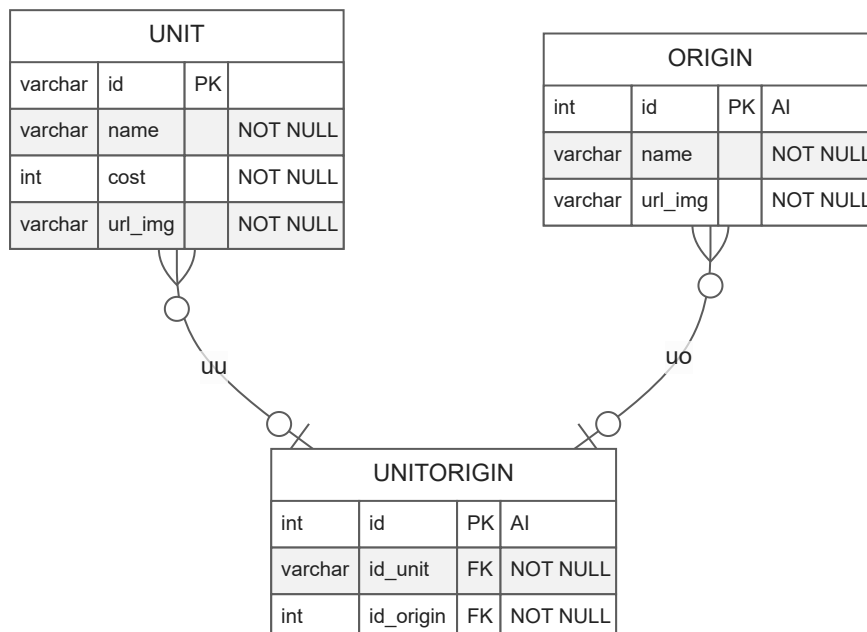 UNIT
varchar id PK
varchar name NOT NULL
int cost NOT NULL
varchar url_img NOT NULL
ORIGIN
int id PK AI
varchar name NOT NULL
varchar url_img NOT NULL
uu
uo
UNITORIGIN
int id PK AI
varchar id_unit FK NOT NULL
int id_origin FK NOT NULL